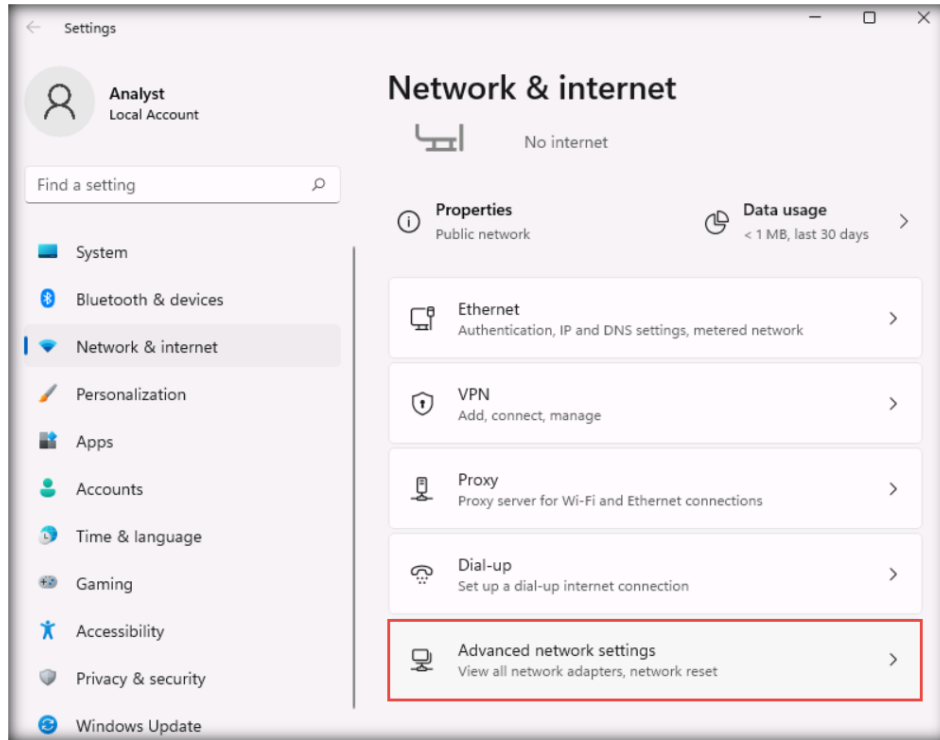 Settings
Analyst
Local Account
Find a setting
System
Bluetooth & devices
Network & internet
Personalization
Apps
Accounts
Time & language
Gaming
Accessibility
Privacy & security
Windows Update
Network & internet
No internet
Properties
Public network
Data usage
< 1 MB, last 30 days
Ethernet
Authentication, IP and DNS settings, metered network
VPN
Add, connect, manage
Proxy
Proxy server for Wi-Fi and Ethernet connections
Dial-up
Set up a dial-up internet connection
Advanced network settings
View all network adapters, network reset